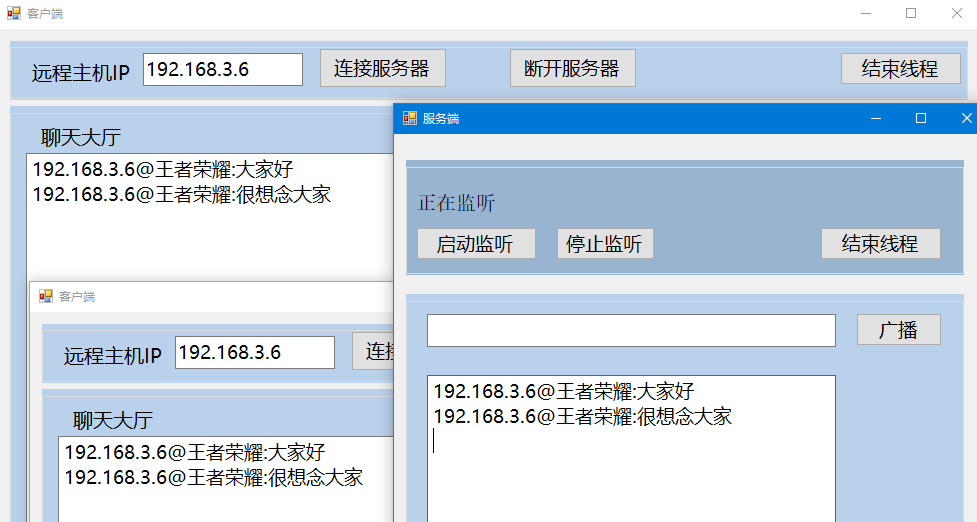 客户端
远程主机IP 192.168.3.6 连接服务器 断开服务器 结束线程
聊天大厅
192.168.3.6@王者荣耀:大家好
192.168.3.6@王者荣耀:很想念大家
客户端
远程主机IP 192.168.3.6 连
聊天大厅
192.168.3.6@王者荣耀:大家好
192.168.3.6@王者荣耀:很想念大家
服务端
正在监听
启动监听 停止监听 结束线程
广播
192.168.3.6@王者荣耀:大家好
192.168.3.6@王者荣耀:很想念大家